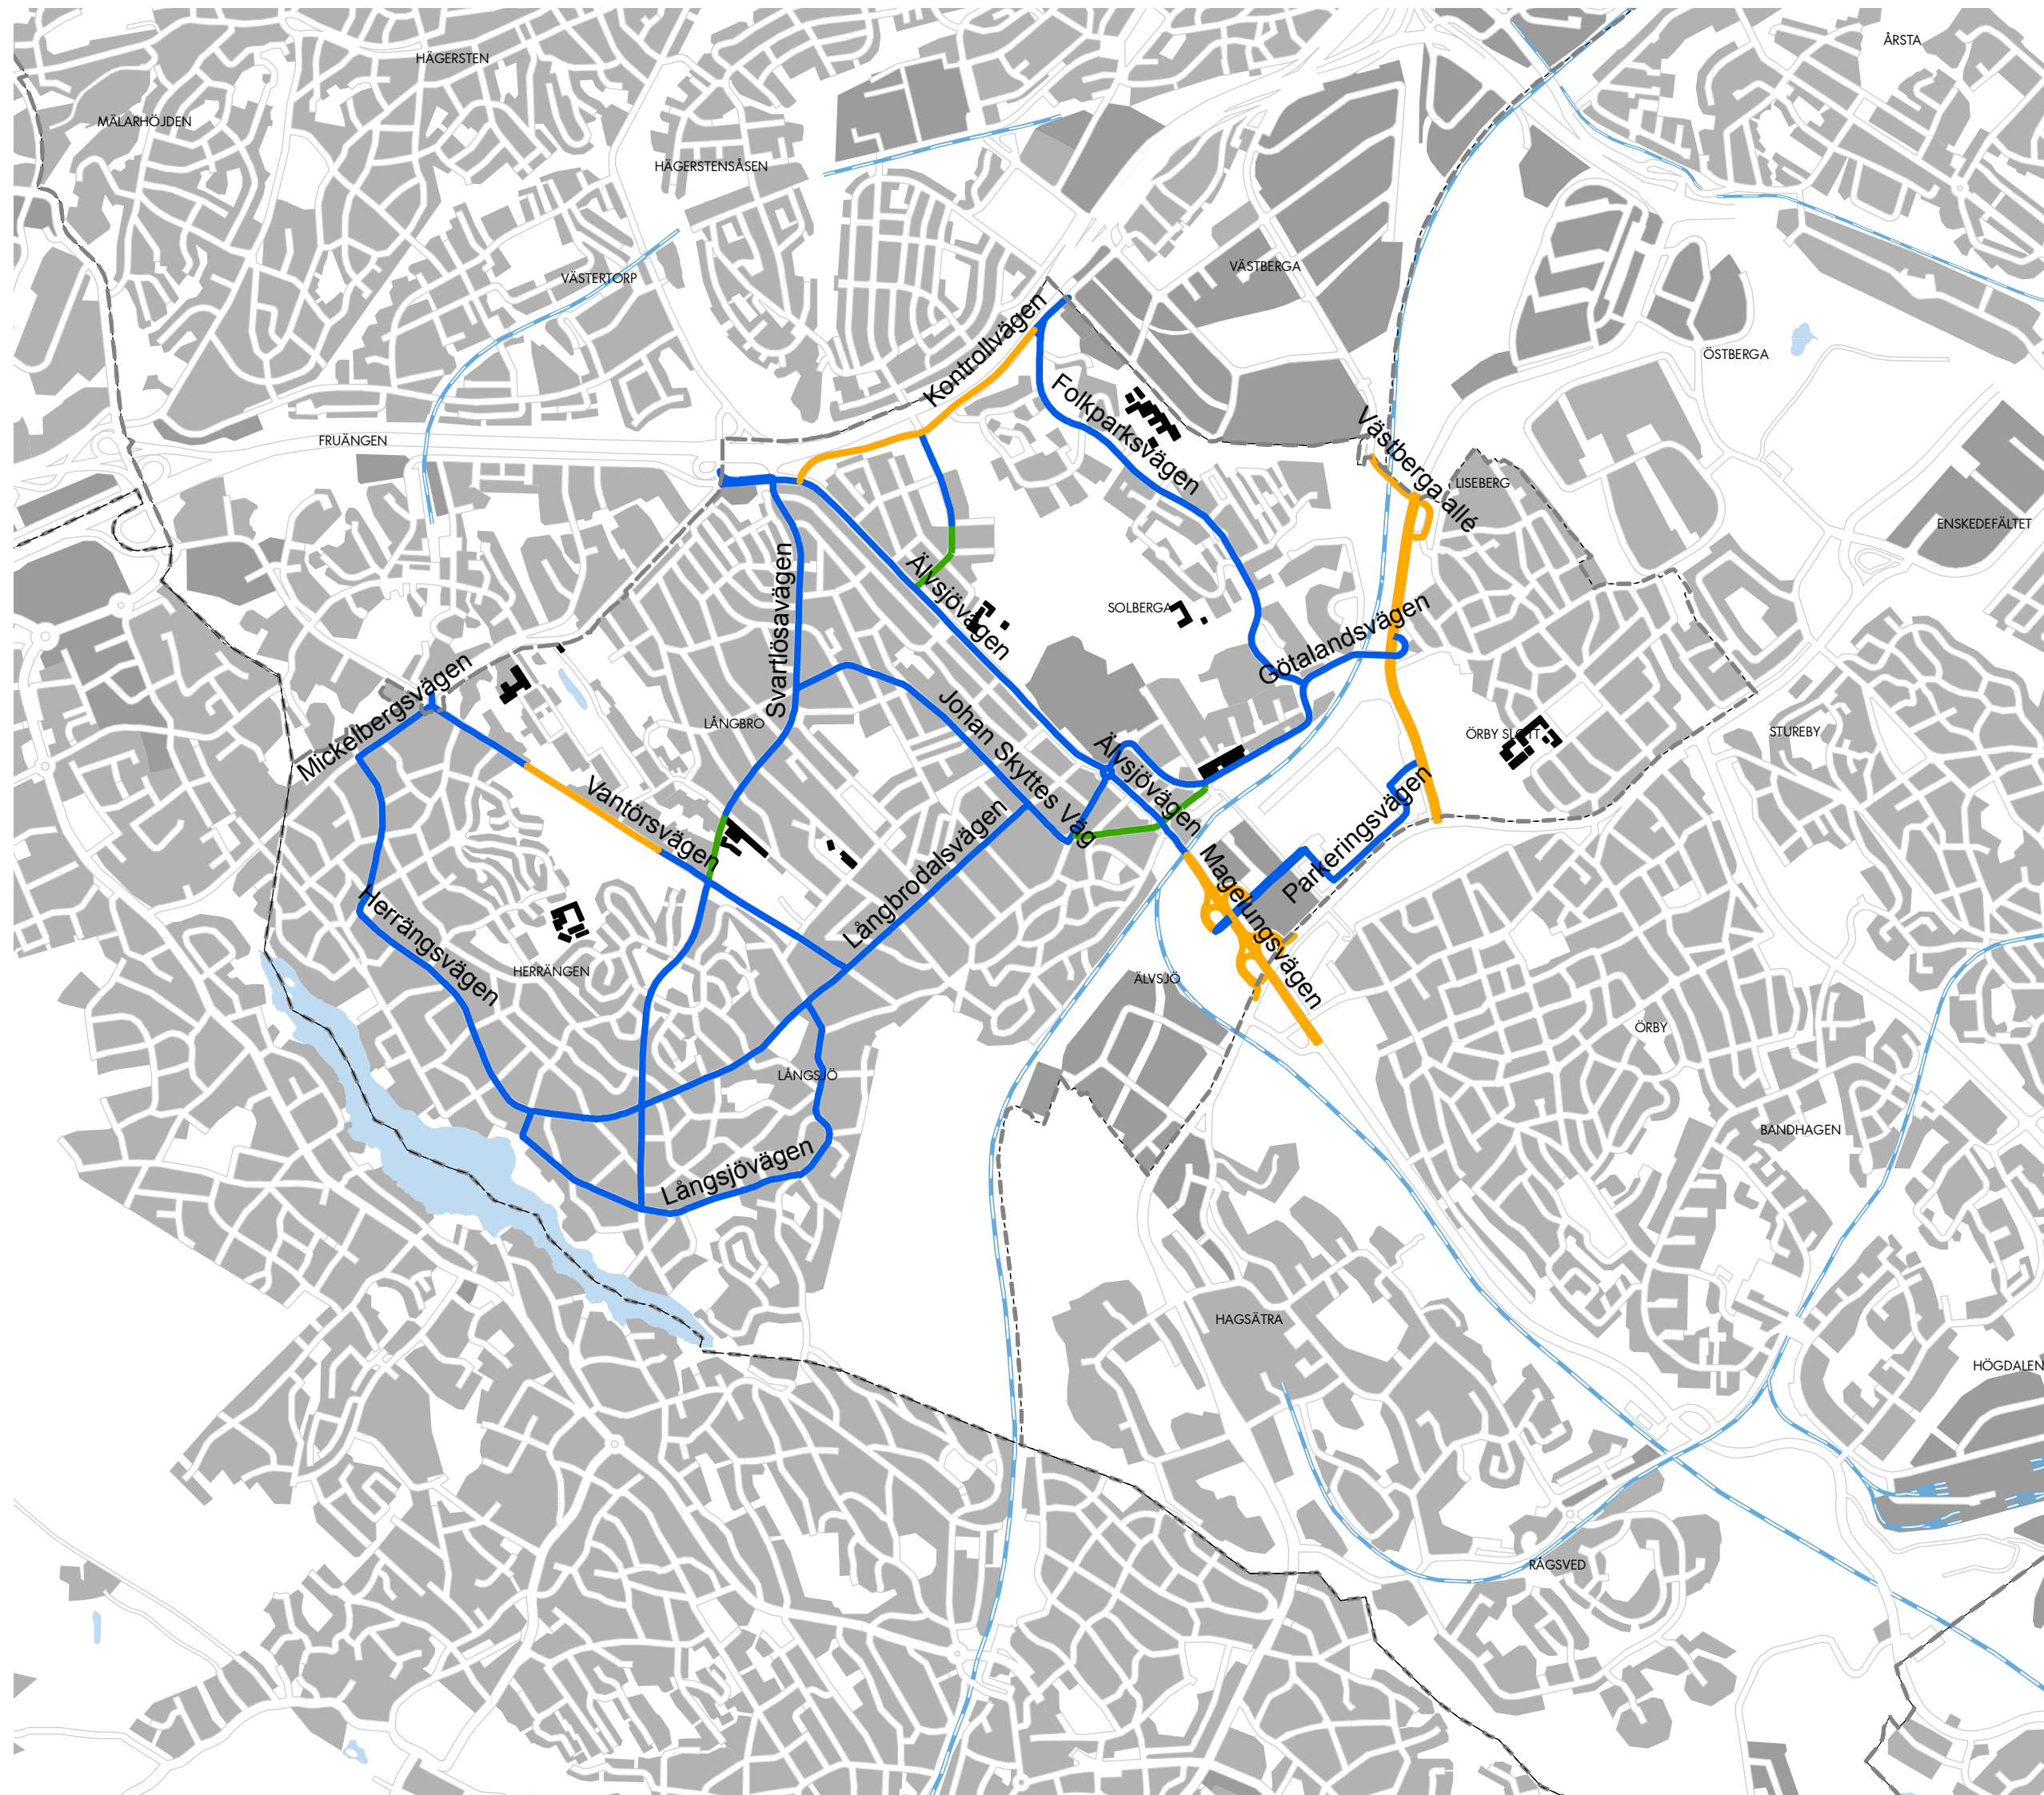 ÅRSTA
HÄGERSTEN
MÄLARHÖJDEN
HÄGERSTENSÅSEN
VÄSTBERGA
VÄSTERTORP
Kontrollvägen
ÖSTBERGA
Folkparksvägen
FRUÄNGEN
Västberga allé
LISEBERG
ENSKEDEFÄLTET
Svartlösavägen
Älvsjövägen
SOLBERGA
Götalandsvägen
Mickelbergsvägen
LÅNGBRO
Johan Skyttes Väg
ÖRBY SLOTT
STUREBY
Älvsjövägen
Vantörsvägen
Långbrodalsvägen
Parkeringsvägen
Magelungsvägen
Herrängsvägen
HERRÄNGEN
ÄLVSJÖ
ÖRBY
LÅNGSJÖ
BANDHAGEN
Långsjövägen
HAGSÄTRA
HÖGDALEN
RÅGSVED